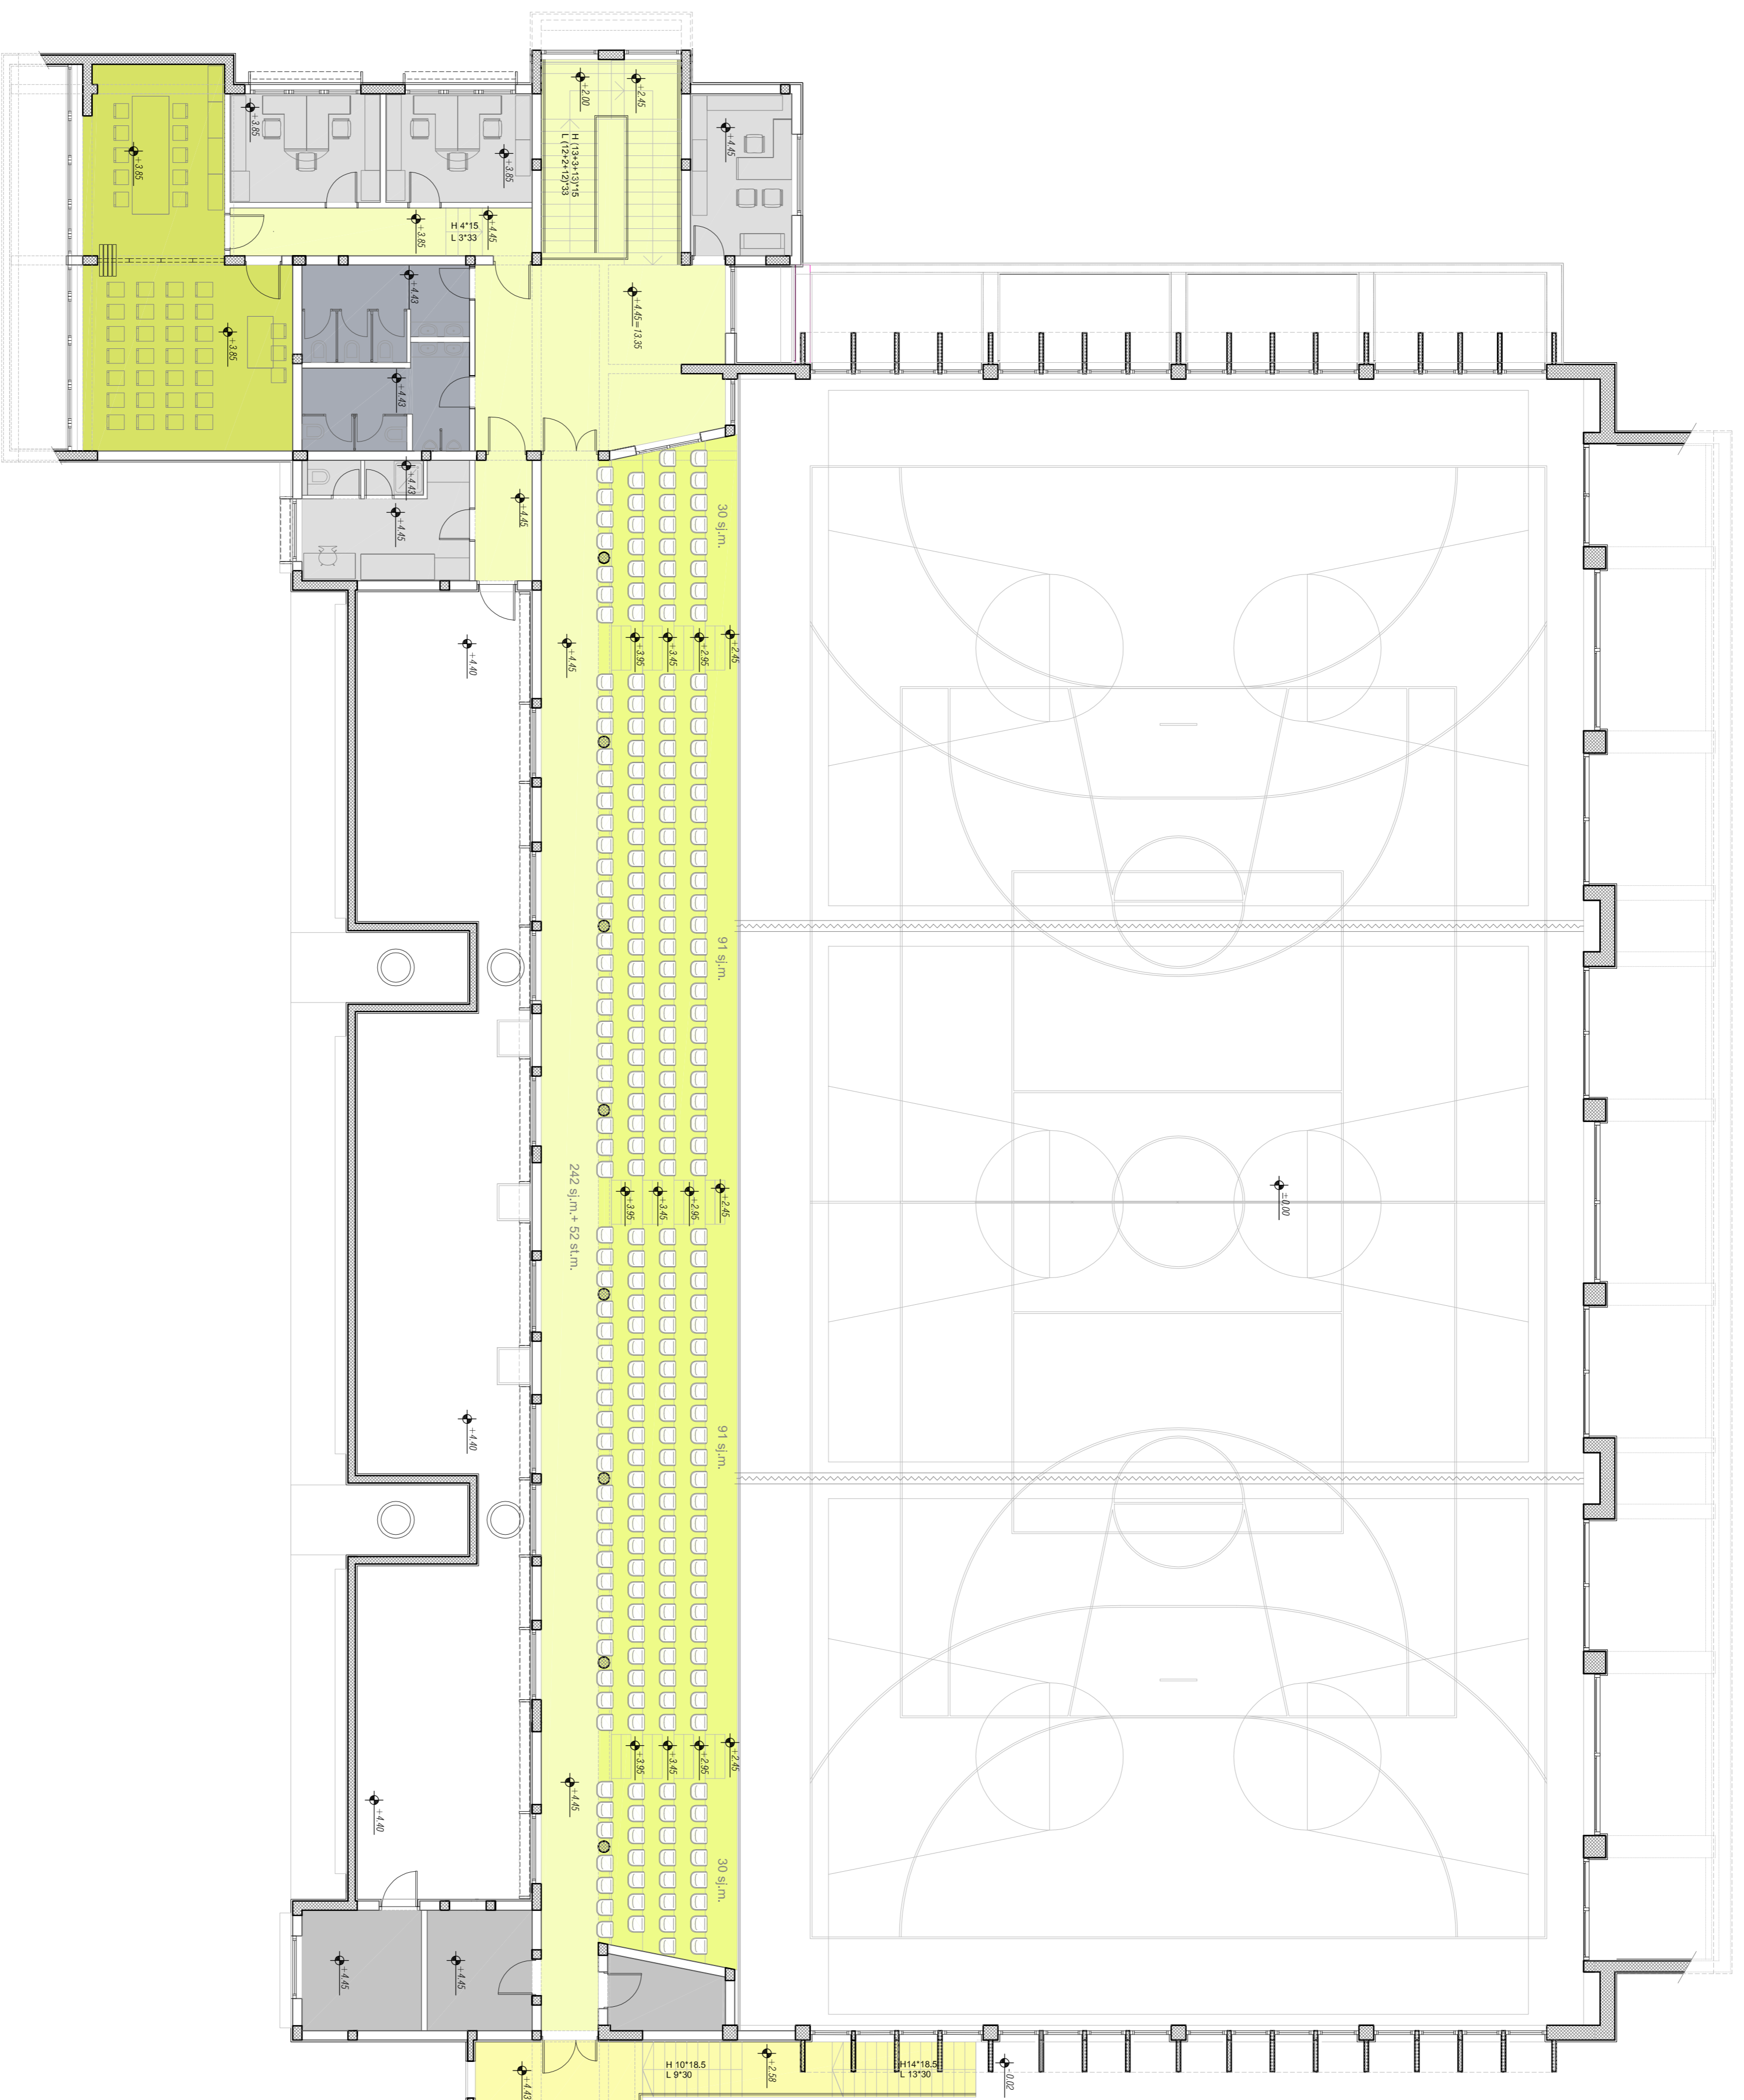 +2.00
+2.45
H (13+3+13)*15
L (12+2+12)*33
+4.45
+3.85
+3.85
+3.85
H 4*15
L 3*33
+3.85
+4.45
+4.43
+4.45=13.35
+3.85
+4.43
+4.43
+4.45
+4.45
30 sj.m.
+4.40
+4.45
+3.95
+3.45
+2.95
+2.45
91 sj.m.
242 sj.m.+ 52 st.m.
+3.95
+3.45
+2.95
+2.45
±0.00
91 sj.m.
+4.40
+3.95
+3.45
+2.95
+2.45
+4.45
+4.40
30 sj.m.
+4.45
+4.45
+4.43
H 10*18.5
L 9*30
+2.58
H14*18.5
L 13*30
-0.02